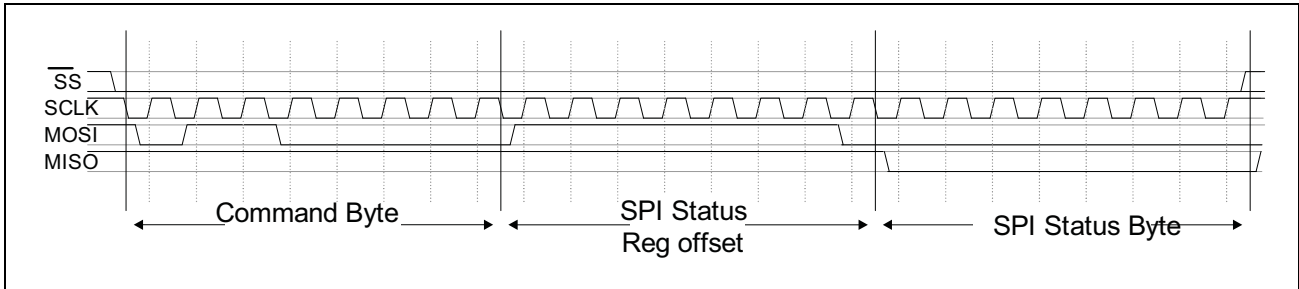 SS
SCLK
MOSI
MISO
Command Byte
SPI Status
Reg offset
SPI Status Byte